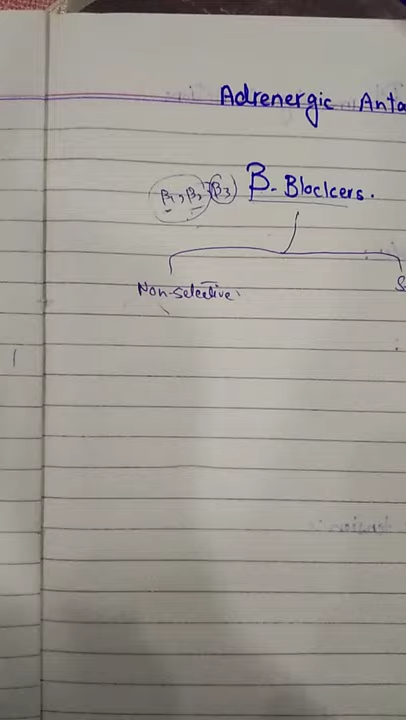 Adrenergic Anta
β1, β2, β3 β- Blockers.
Non-selective
S